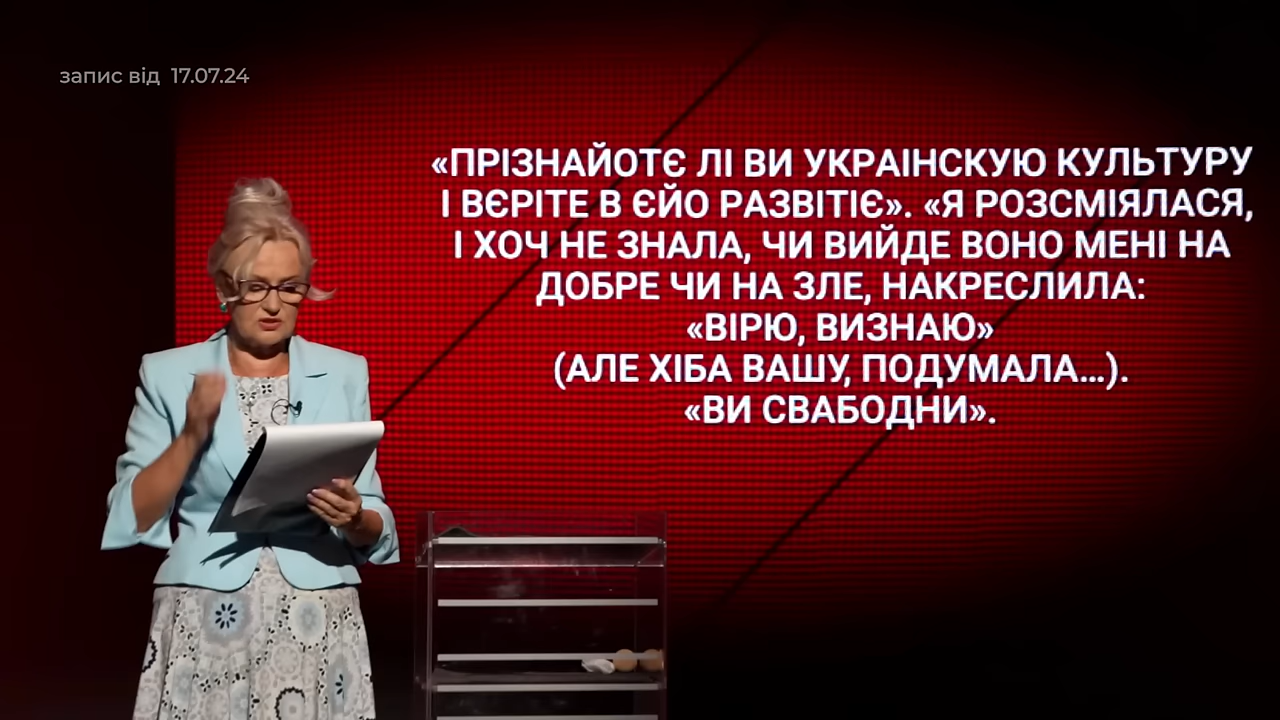 запис від 17.07.24
«ПРІЗНАЙОТЄ ЛІ ВИ УКРАІНСКУЮ КУЛЬТУРУ
І ВЄРІТЕ В ЄЙО РАЗВІТІЄ». «Я РОЗСМІЯЛАСЯ,
І ХОЧ НЕ ЗНАЛА, ЧИ ВИЙДЕ ВОНО МЕНІ НА
ДОБРЕ ЧИ НА ЗЛЕ, НАКРЕСЛИЛА:
«ВІРЮ, ВИЗНАЮ»
(АЛЕ ХІБА ВАШУ, ПОДУМАЛА...).
«ВИ СВАБОДНИ».